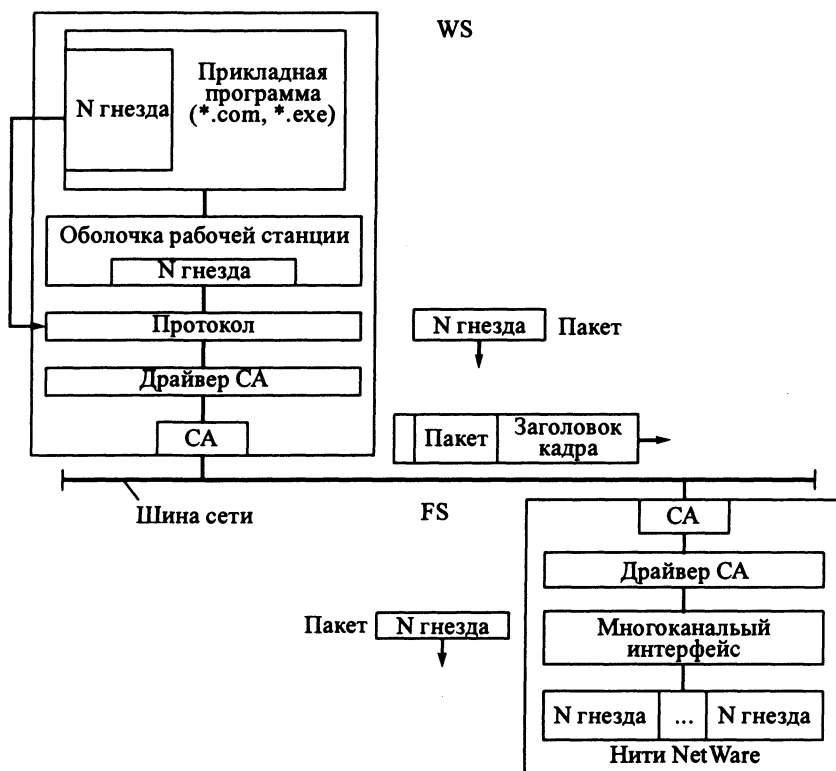 WS
N гнезда
Прикладная
программа
(*.com, *.exe)
Оболочка рабочей станции
N гнезда
Протокол
Драйвер СА
СА
N гнезда
Пакет
Пакет
Заголовок
кадра
Шина сети
FS
СА
Драйвер СА
Многоканальый
интерфейс
Пакет
N гнезда
N гнезда
...
N гнезда
Нити NetWare